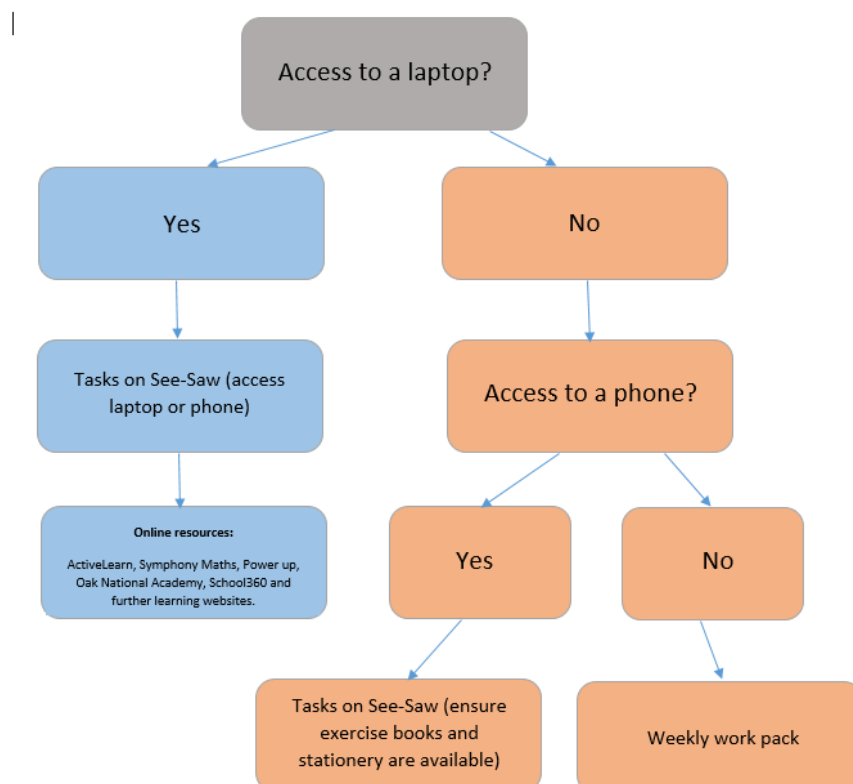 Access to a laptop?
Yes
No
Tasks on See-Saw (access
laptop or phone)
Access to a phone?
Online resources:
ActiveLearn, Symphony Maths, Power up,
Oak National Academy, School360 and
further learning websites.
Yes
No
Tasks on See-Saw (ensure
exercise books and
stationery are available)
Weekly work pack